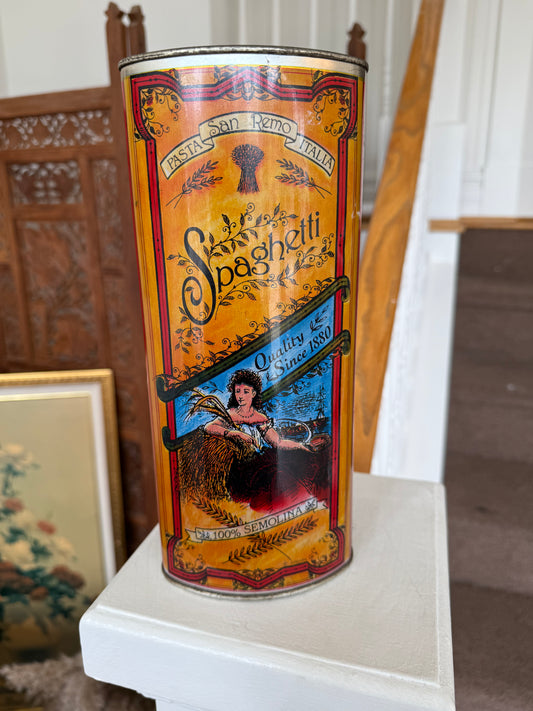 San Remo
PASTA ITALIA
Spaghetti
Quality
Since 1880
100% SEMOLINA